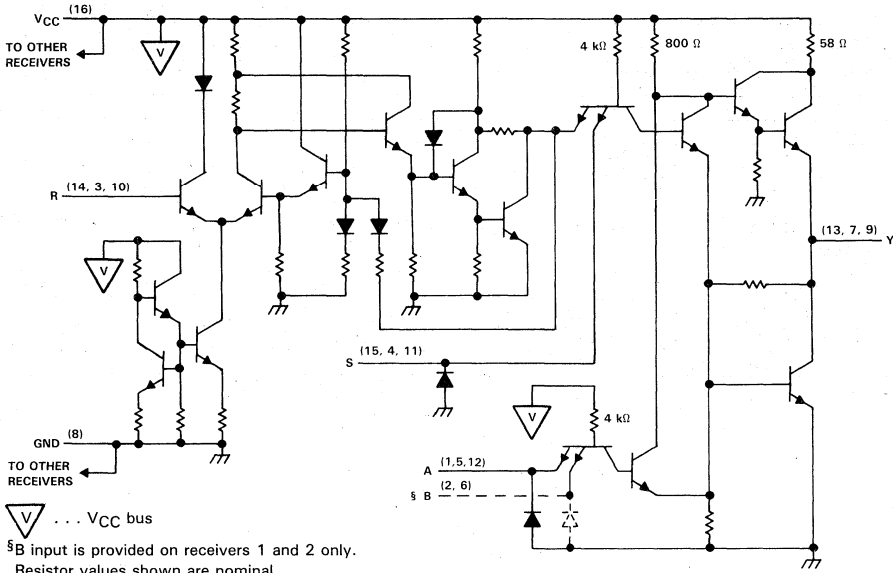 VCC (16)
TO OTHER
RECEIVERS
V
4 kΩ
800 Ω
58 Ω
R (14, 3, 10)
(13, 7, 9) Y
V
S (15, 4, 11)
V
4 kΩ
GND (8)
TO OTHER
RECEIVERS
A (1,5,12)
§ B (2, 6)
V ... VCC bus
§B input is provided on receivers 1 and 2 only.
Resistor values shown are nominal